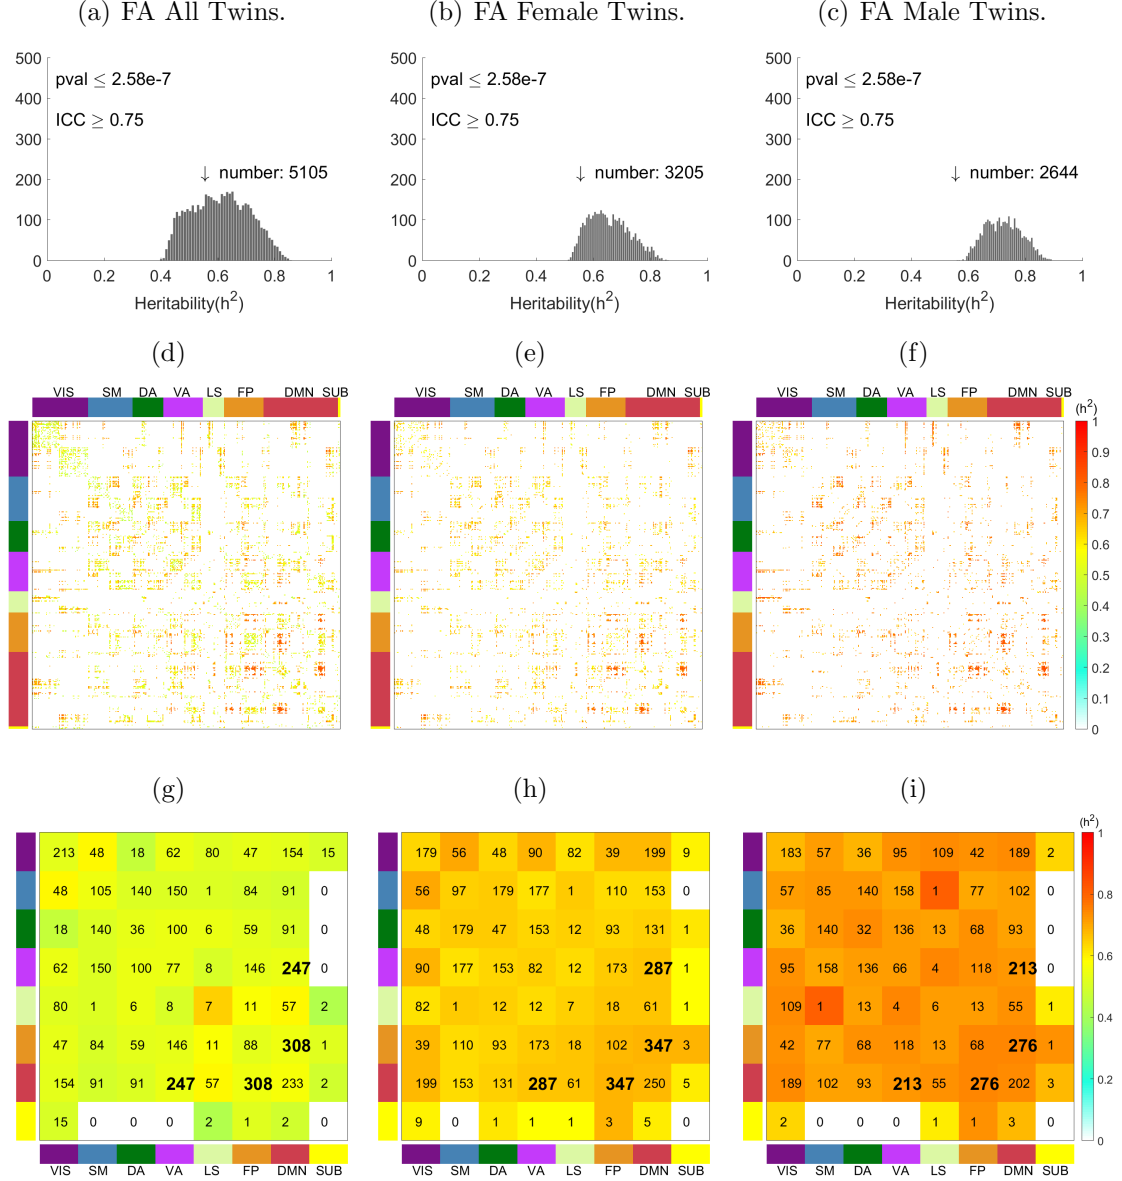 (a) FA All Twins. (b) FA Female Twins. (c) FA Male Twins.
500 500 500
pval ≤ 2.58e-7 pval ≤ 2.58e-7 pval ≤ 2.58e-7
400 400 400
ICC ≥ 0.75 ICC ≥ 0.75 ICC ≥ 0.75
300 300 300
↓ number: 5105 ↓ number: 3205 ↓ number: 2644
200 200 200
100 100 100
0 0 0
0 0.2 0.4 0.6 0.8 1 0 0.2 0.4 0.6 0.8 1 0 0.2 0.4 0.6 0.8 1
Heritability(h²) Heritability(h²) Heritability(h²)
(d) (e) (f)
VIS SM DA VA LS FP DMN SUB VIS SM DA VA LS FP DMN SUB VIS SM DA VA LS FP DMN SUB
(h²)
1
0.9
0.8
0.7
0.6
0.5
0.4
0.3
0.2
0.1
0
(g) (h) (i)
(h²)
213 48 18 62 80 47 154 15 179 56 48 90 82 39 199 9 183 57 36 95 109 42 189 2 1
48 105 140 150 1 84 91 0 56 97 179 177 1 110 153 0 57 85 140 158 1 77 102 0 0.8
18 140 36 100 6 59 91 0 48 179 47 153 12 93 131 1 36 140 32 136 13 68 93 0
62 150 100 77 8 146 247 0 90 177 153 82 12 173 287 1 95 158 136 66 4 118 213 0 0.6
80 1 6 8 7 11 57 2 82 1 12 12 7 18 61 1 109 1 13 4 6 13 55 1 0.4
47 84 59 146 11 88 308 1 39 110 93 173 18 102 347 3 42 77 68 118 13 68 276 1
154 91 91 247 57 308 233 2 199 153 131 287 61 347 250 5 189 102 93 213 55 276 202 3 0.2
15 0 0 0 2 1 2 0 9 0 1 1 1 3 5 0 2 0 0 0 1 1 3 0 0
VIS SM DA VA LS FP DMN SUB VIS SM DA VA LS FP DMN SUB VIS SM DA VA LS FP DMN SUB